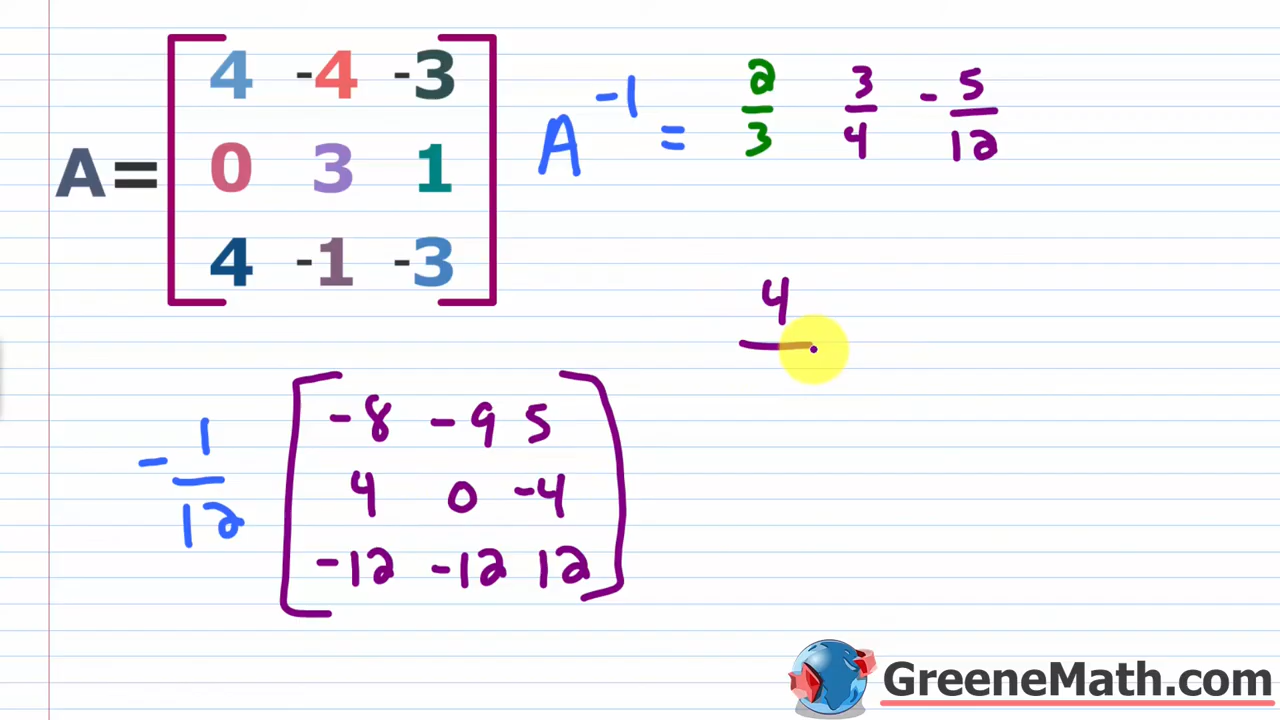 A = [4 -4 -3
0 3 1
4 -1 -3]
A^-1 = 2/3 3/4 -5/12
4/
-1/12 [-8 -9 5
4 0 -4
-12 -12 12]
GreeneMath.com